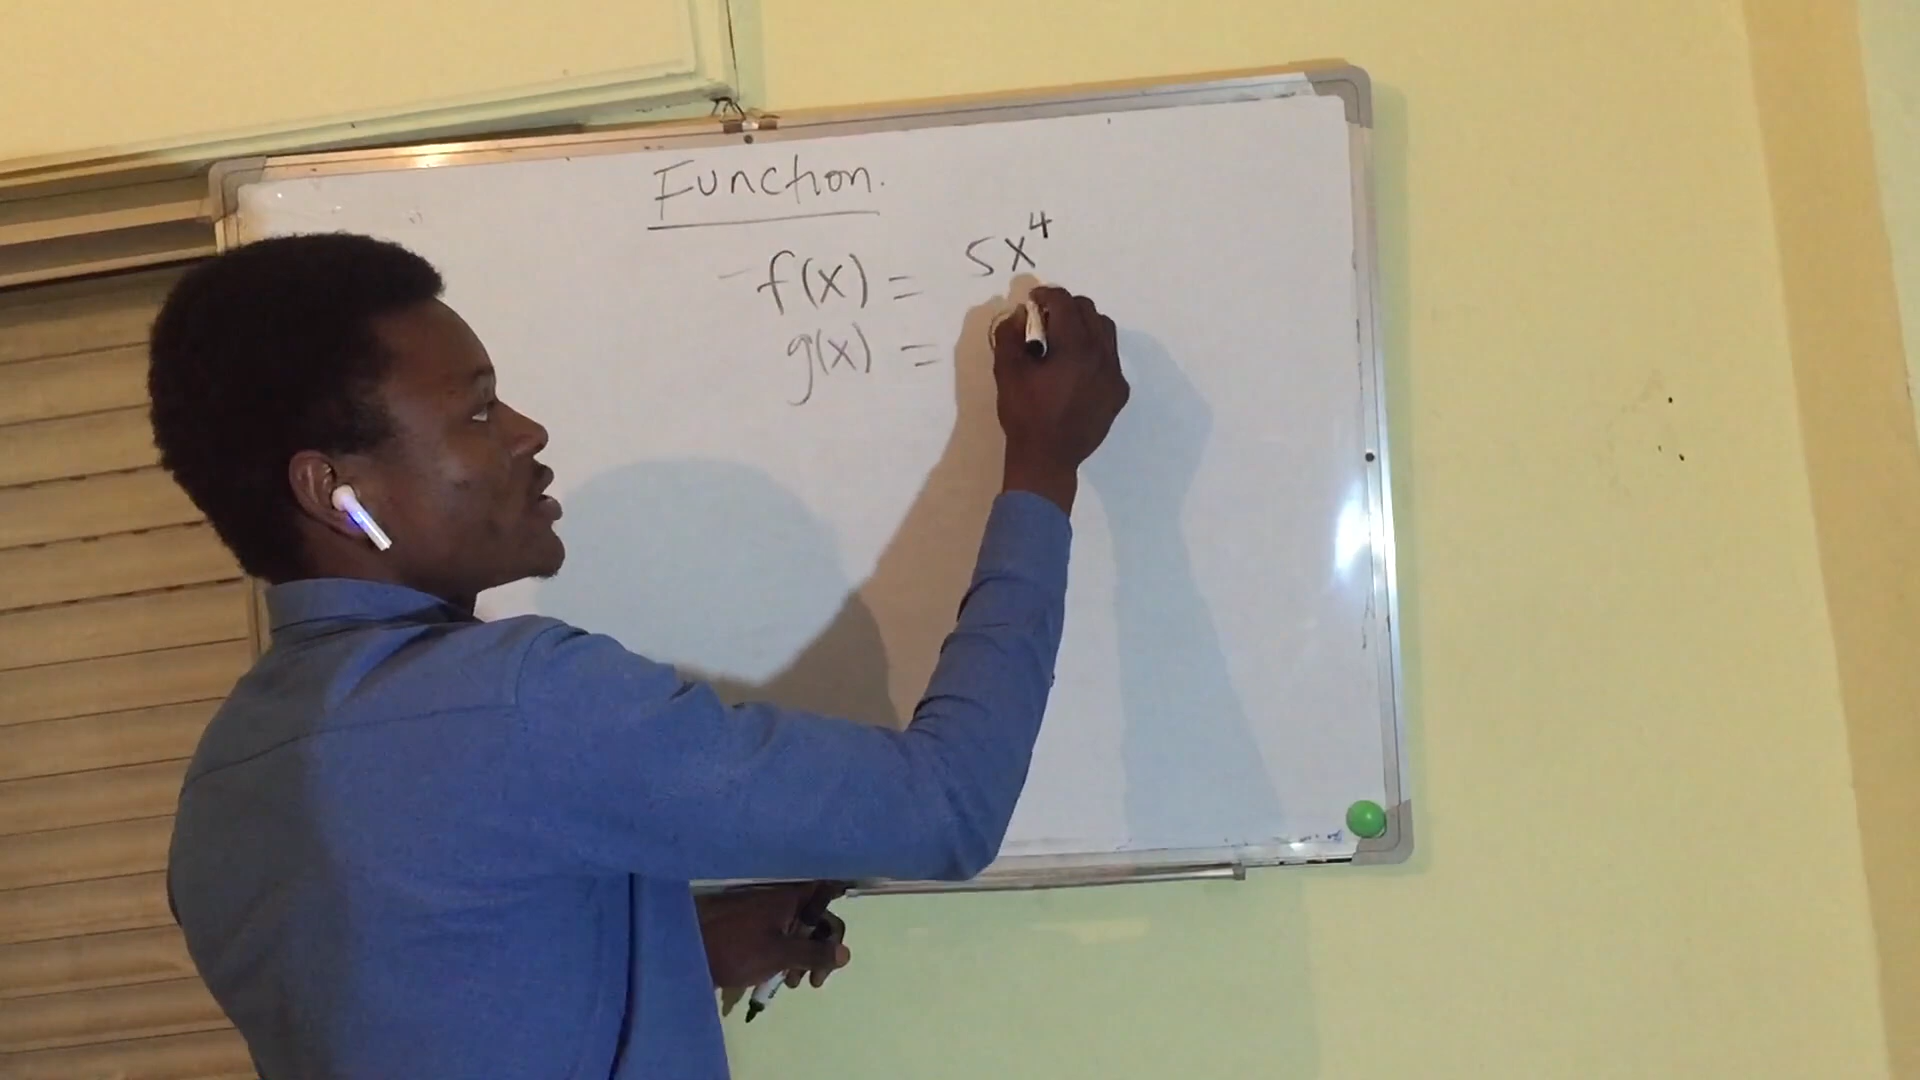 Function.
f(x) = 5x⁴
g(x) =